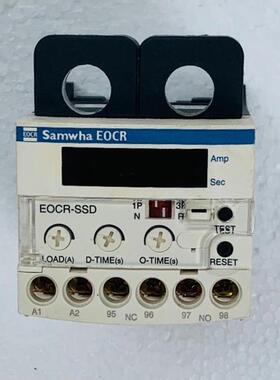 EOCR Samwha EOCR
Amp
Sec
EOCR-SSD
1P 3P
R
TEST
LOAD(A) D-TIME(s) O-TIME(s) RESET
A1 A2 95 NC 96 97 NO 98